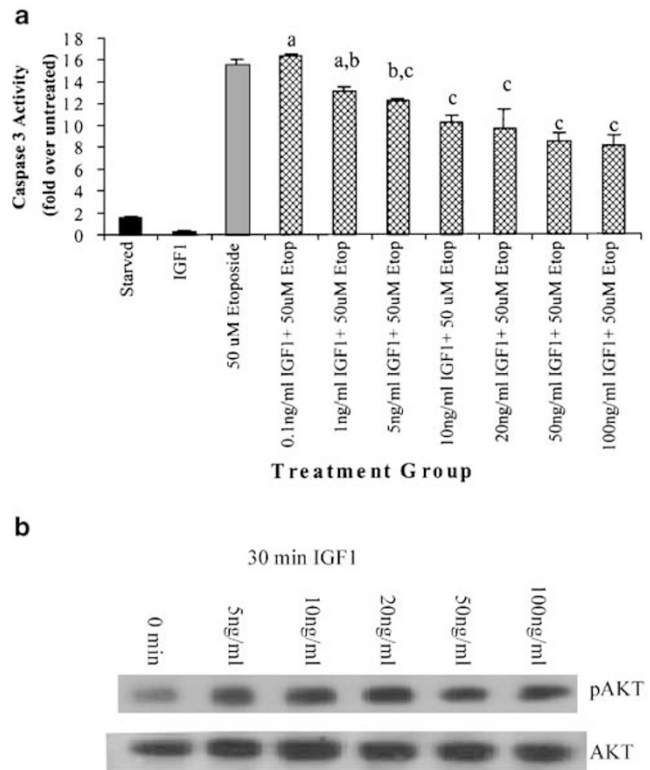 a
Caspase 3 Activity
(fold over untreated)
18
16
14
12
10
8
6
4
2
0
a
a,b
b,c
c
c
c
c
Starved
IGF1
50 uM Etoposide
0.1ng/ml IGF1+ 50uM Etop
1ng/ml IGF1+ 50uM Etop
5ng/ml IGF1+ 50uM Etop
10ng/ml IGF1+ 50 uM Etop
20ng/ml IGF1+ 50uM Etop
50ng/ml IGF1+ 50uM Etop
100ng/ml IGF1+ 50uM Etop
Treatment Group
b
30 min IGF1
0 min
5ng/ml
10ng/ml
20ng/ml
50ng/ml
100ng/ml
pAKT
AKT